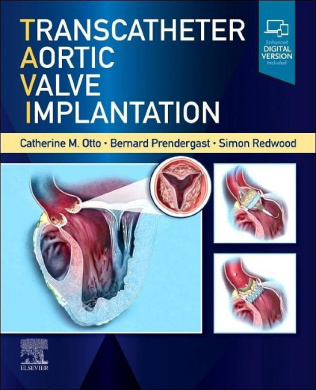 TRANSCATHETER
AORTIC
VALVE
IMPLANTATION
Enhanced
DIGITAL
VERSION
Included
Catherine M. Otto • Bernard Prendergast • Simon Redwood
ELSEVIER